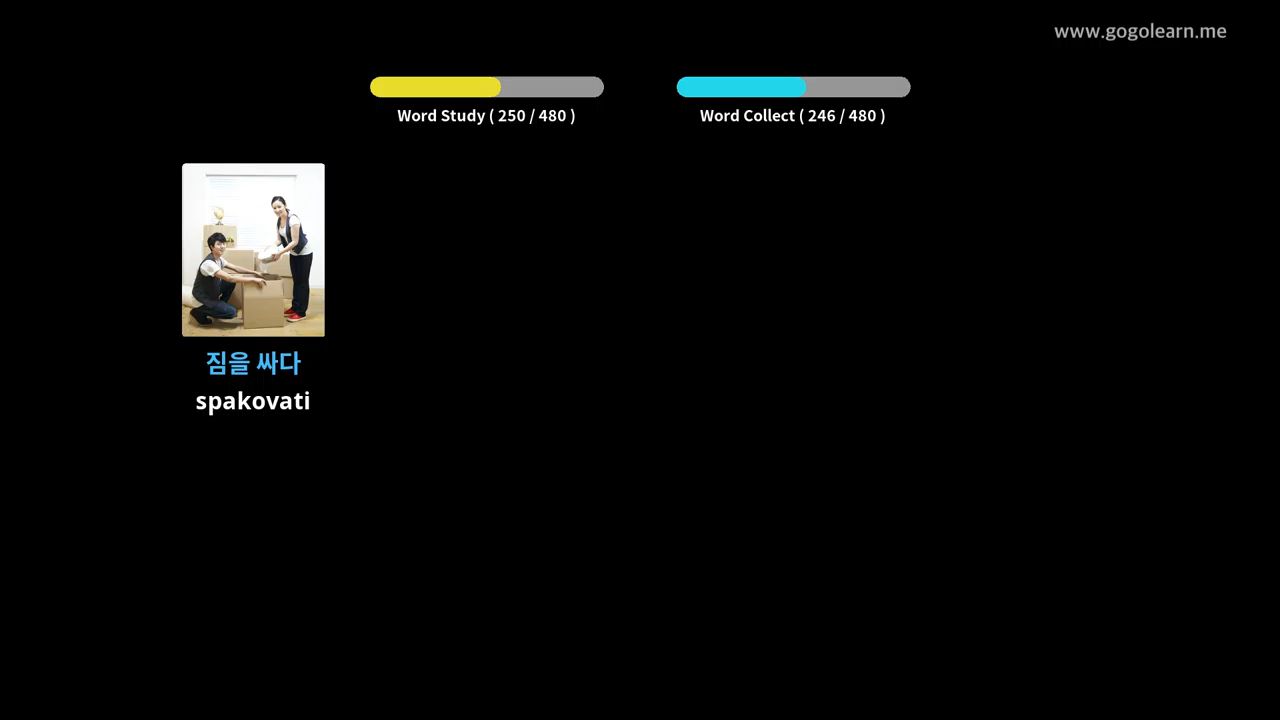 www.gogolearn.me
Word Study ( 250 / 480 )
Word Collect ( 246 / 480 )
짐을 싸다
spakovati